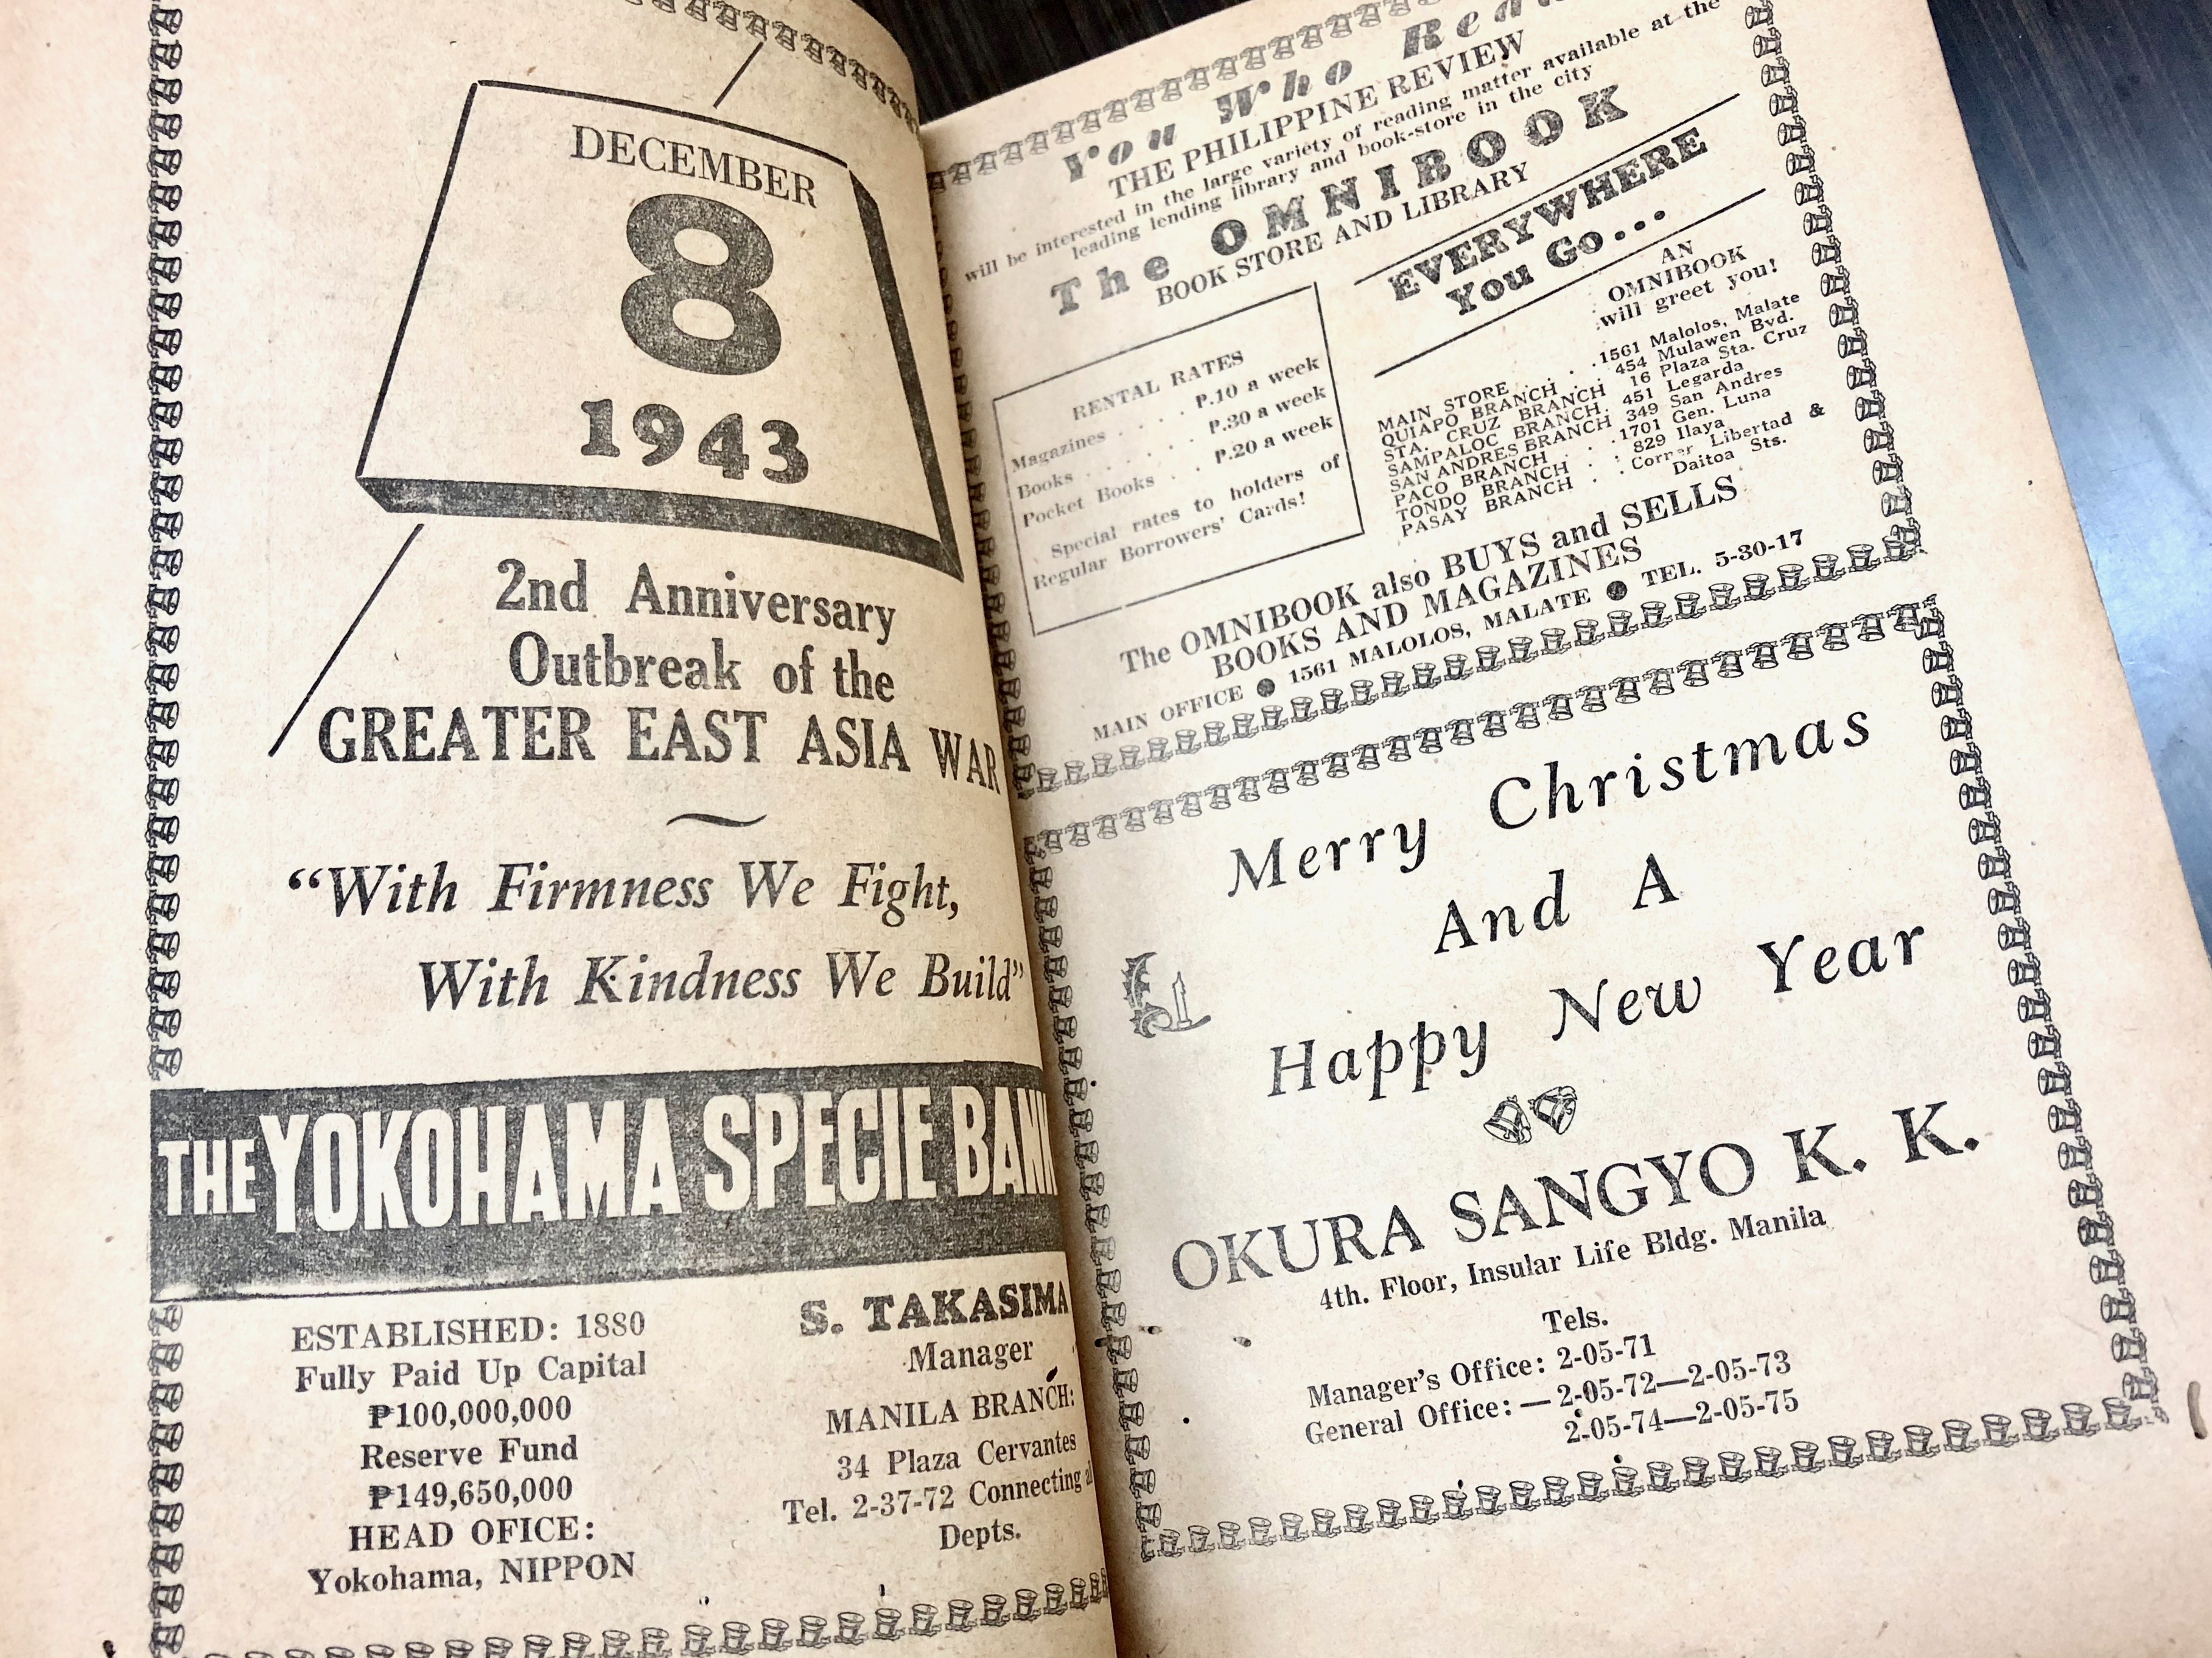 DECEMBER
8
1943
2nd Anniversary
Outbreak of the
GREATER EAST ASIA WAR
"With Firmness We Fight,
With Kindness We Build"
THE YOKOHAMA SPECIE BANK
ESTABLISHED: 1880
Fully Paid Up Capital
₱100,000,000
Reserve Fund
₱149,650,000
HEAD OFICE:
Yokohama, NIPPON
S. TAKASIMA
Manager
MANILA BRANCH:
34 Plaza Cervantes
Tel. 2-37-72 Connecting
Depts.
You Who
THE PHILIPPINE REVIEW
will be interested in the large variety of reading matter available at the
leading lending library and book-store in the city
The OMNIBOOK
BOOK STORE AND LIBRARY
RENTAL RATES
Magazines . . . . P.10 a week
Books . . . . . . P.30 a week
Pocket Books . . P.20 a week
Special rates to holders of
Regular Borrowers' Cards!
EVERYWHERE
You Go...
AN
OMNIBOOK
will greet you!
MAIN STORE . . . . 1561 Malolos, Malate
QUIAPO BRANCH . . 454 Mulawen Bvd.
STA. CRUZ BRANCH 16 Plaza Sta. Cruz
SAMPALOC BRANCH. 451 Legarda
SAN ANDRES BRANCH 349 San Andres
PACO BRANCH . . .1701 Gen. Luna
TONDO BRANCH . . 829 Ilaya
PASAY BRANCH . . Corner Libertad &
Daitoa Sts.
The OMNIBOOK also BUYS and SELLS
BOOKS AND MAGAZINES
MAIN OFFICE ● 1561 MALOLOS, MALATE ● TEL. 5-30-17
Merry Christmas
And A
Happy New Year
OKURA SANGYO K. K.
4th. Floor, Insular Life Bldg. Manila
Tels.
Manager's Office: 2-05-71
General Office: — 2-05-72—2-05-73
2-05-74—2-05-75